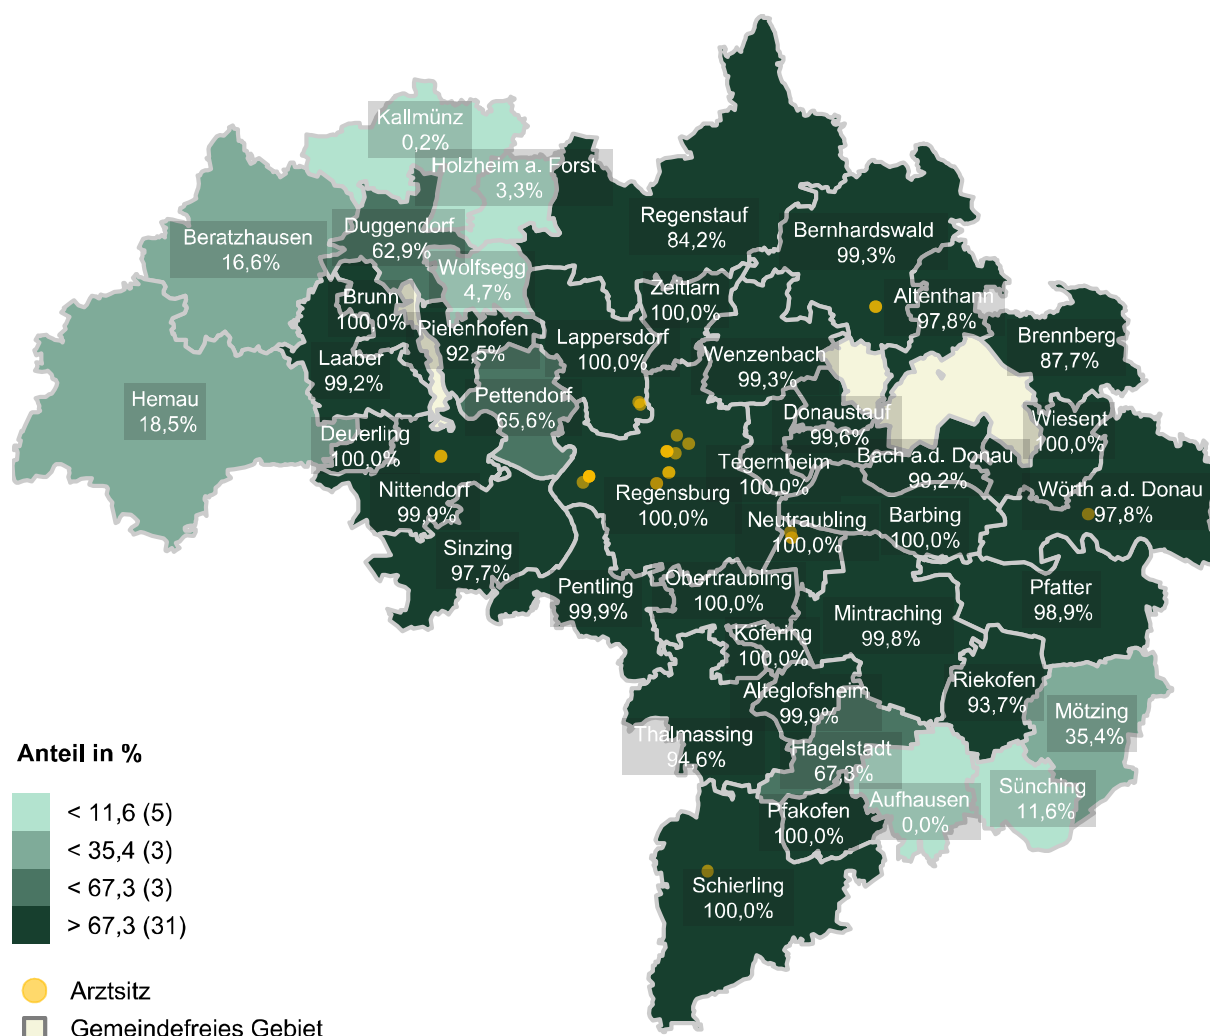 Kallmünz
0,2%
Holzheim a. Forst
3,3%
Regenstauf
84,2%
Bernhardswald
99,3%
Duggendorf
62,9%
Beratzhausen
16,6%
Wolfsegg
4,7%
Zeitlarn
100,0%
Altenthann
97,8%
Brunn
100,0%
Pielenhofen
92,5%
Lappersdorf
100,0%
Brennberg
87,7%
Wenzenbach
99,3%
Laaber
99,2%
Hemau
18,5%
Pettendorf
65,6%
Donaustauf
99,6%
Wiesent
100,0%
Deuerling
100,0%
Tegernheim
100,0%
Bach a.d. Donau
99,2%
Nittendorf
99,9%
Regensburg
100,0%
Wörth a.d. Donau
97,8%
Neutraubling
100,0%
Barbing
100,0%
Sinzing
97,7%
Pentling
99,9%
Obertraubling
100,0%
Pfatter
98,9%
Mintraching
99,8%
Köfering
100,0%
Riekofen
93,7%
Alteglofsheim
99,9%
Mötzing
35,4%
Thalmassing
94,6%
Hagelstadt
67,3%
Sünching
11,6%
Aufhausen
0,0%
Pfakofen
100,0%
Schierling
100,0%
Anteil in %
< 11,6 (5)
< 35,4 (3)
< 67,3 (3)
> 67,3 (31)
Arztsitz
Gemeindefreies Gebiet